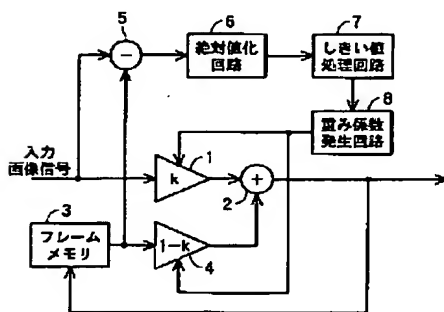 5
6
7
−
絶対値化
回路
しきい値
処理回路
8
重み係数
発生回路
入力
画像信号
1
k
2
+
3
フレーム
メモリ
1−k
4